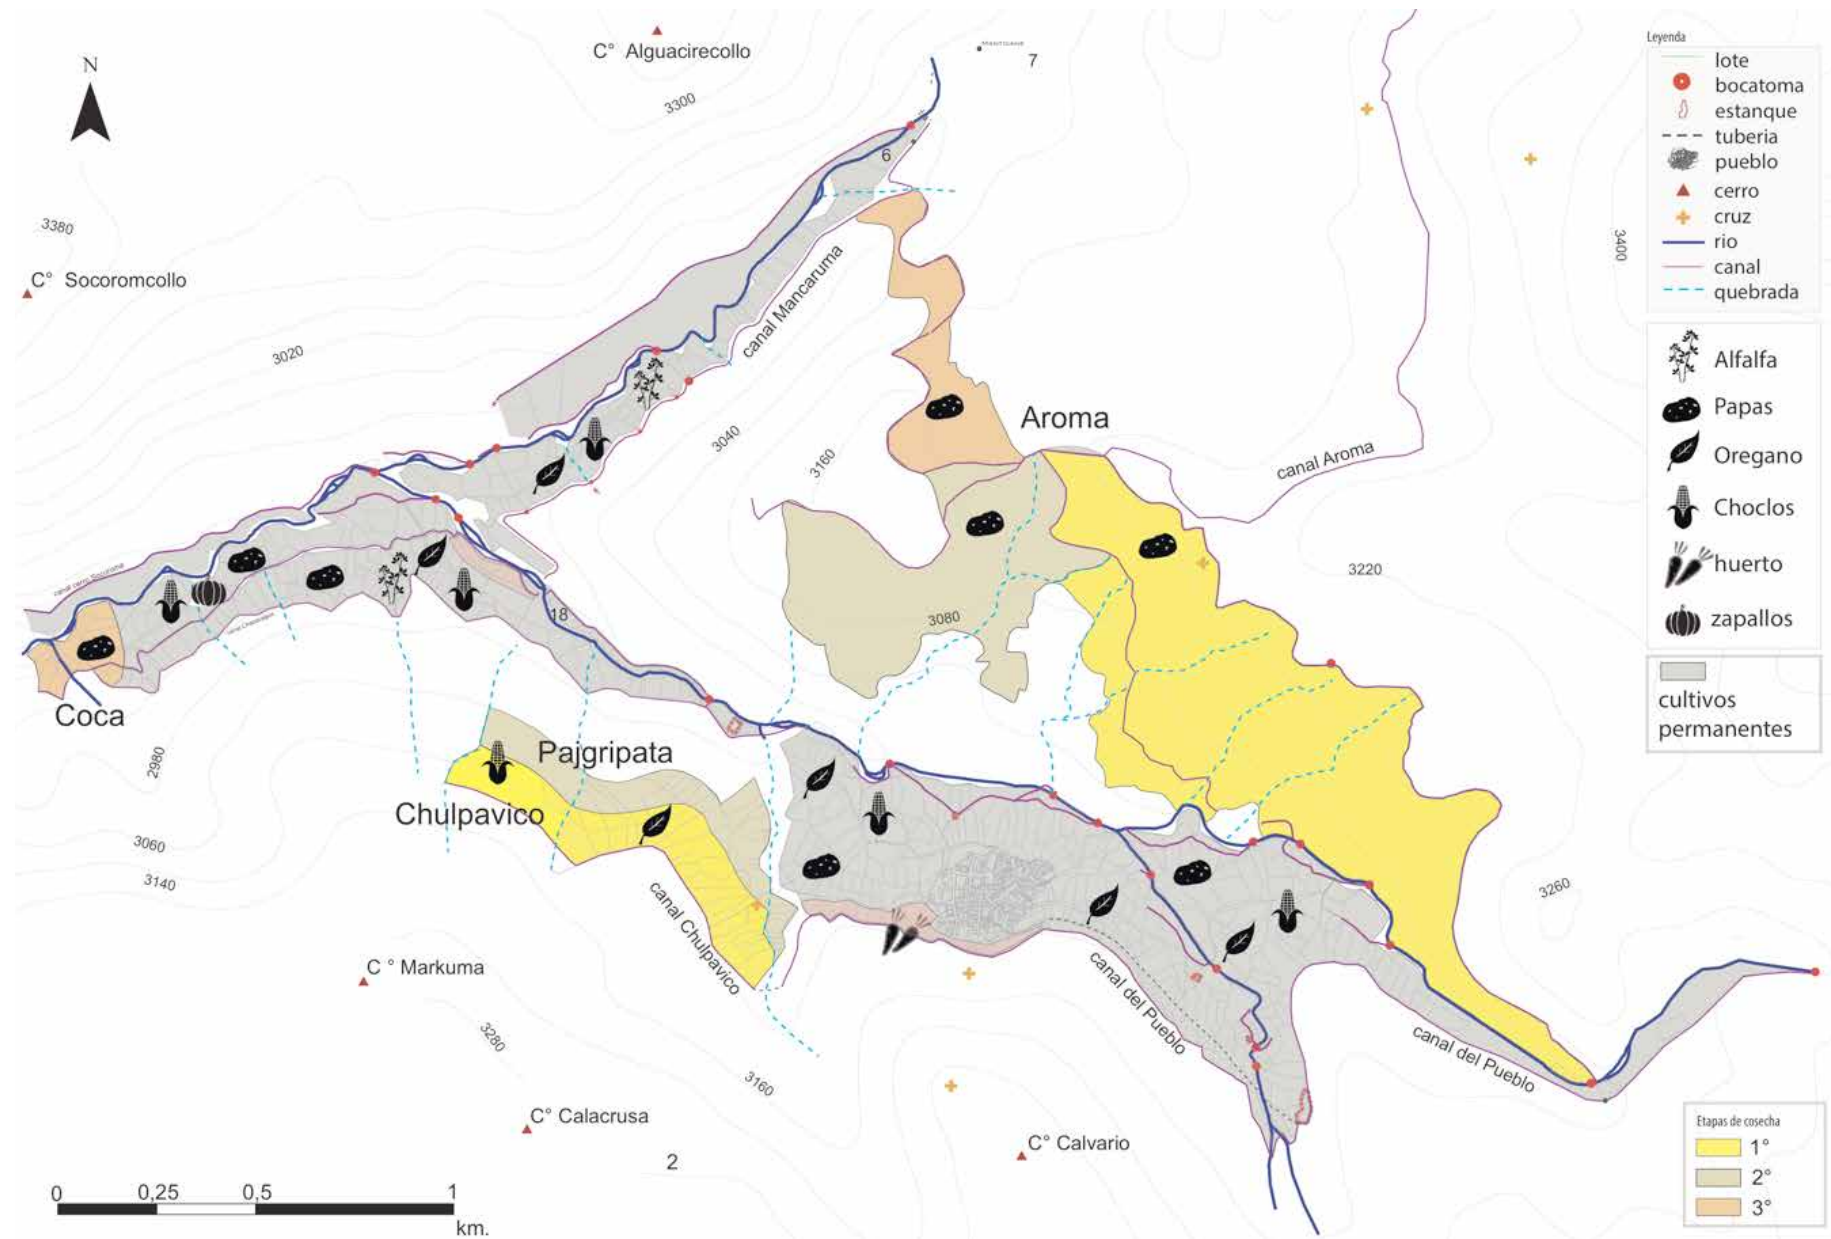 C° Alguacirecollo
7
N
3300
6
3380
C° Socoromcollo
3400
canal Mancaruma
3020
3040
3160
Aroma
canal Aroma
3220
18
3080
Coca
2980
Pajgripata
Chulpavico
3060
3140
canal Chulpavico
3260
C ° Markuma
canal del Pueblo
canal del Pueblo
3280
3160
C° Calacrusa
C° Calvario
2
0 0,25 0,5 1
km.
Leyenda
lote
bocatoma
estanque
tuberia
pueblo
cerro
cruz
rio
canal
quebrada
Alfalfa
Papas
Oregano
Choclos
huerto
zapallos
cultivos
permanentes
Etapas de cosecha
1°
2°
3°